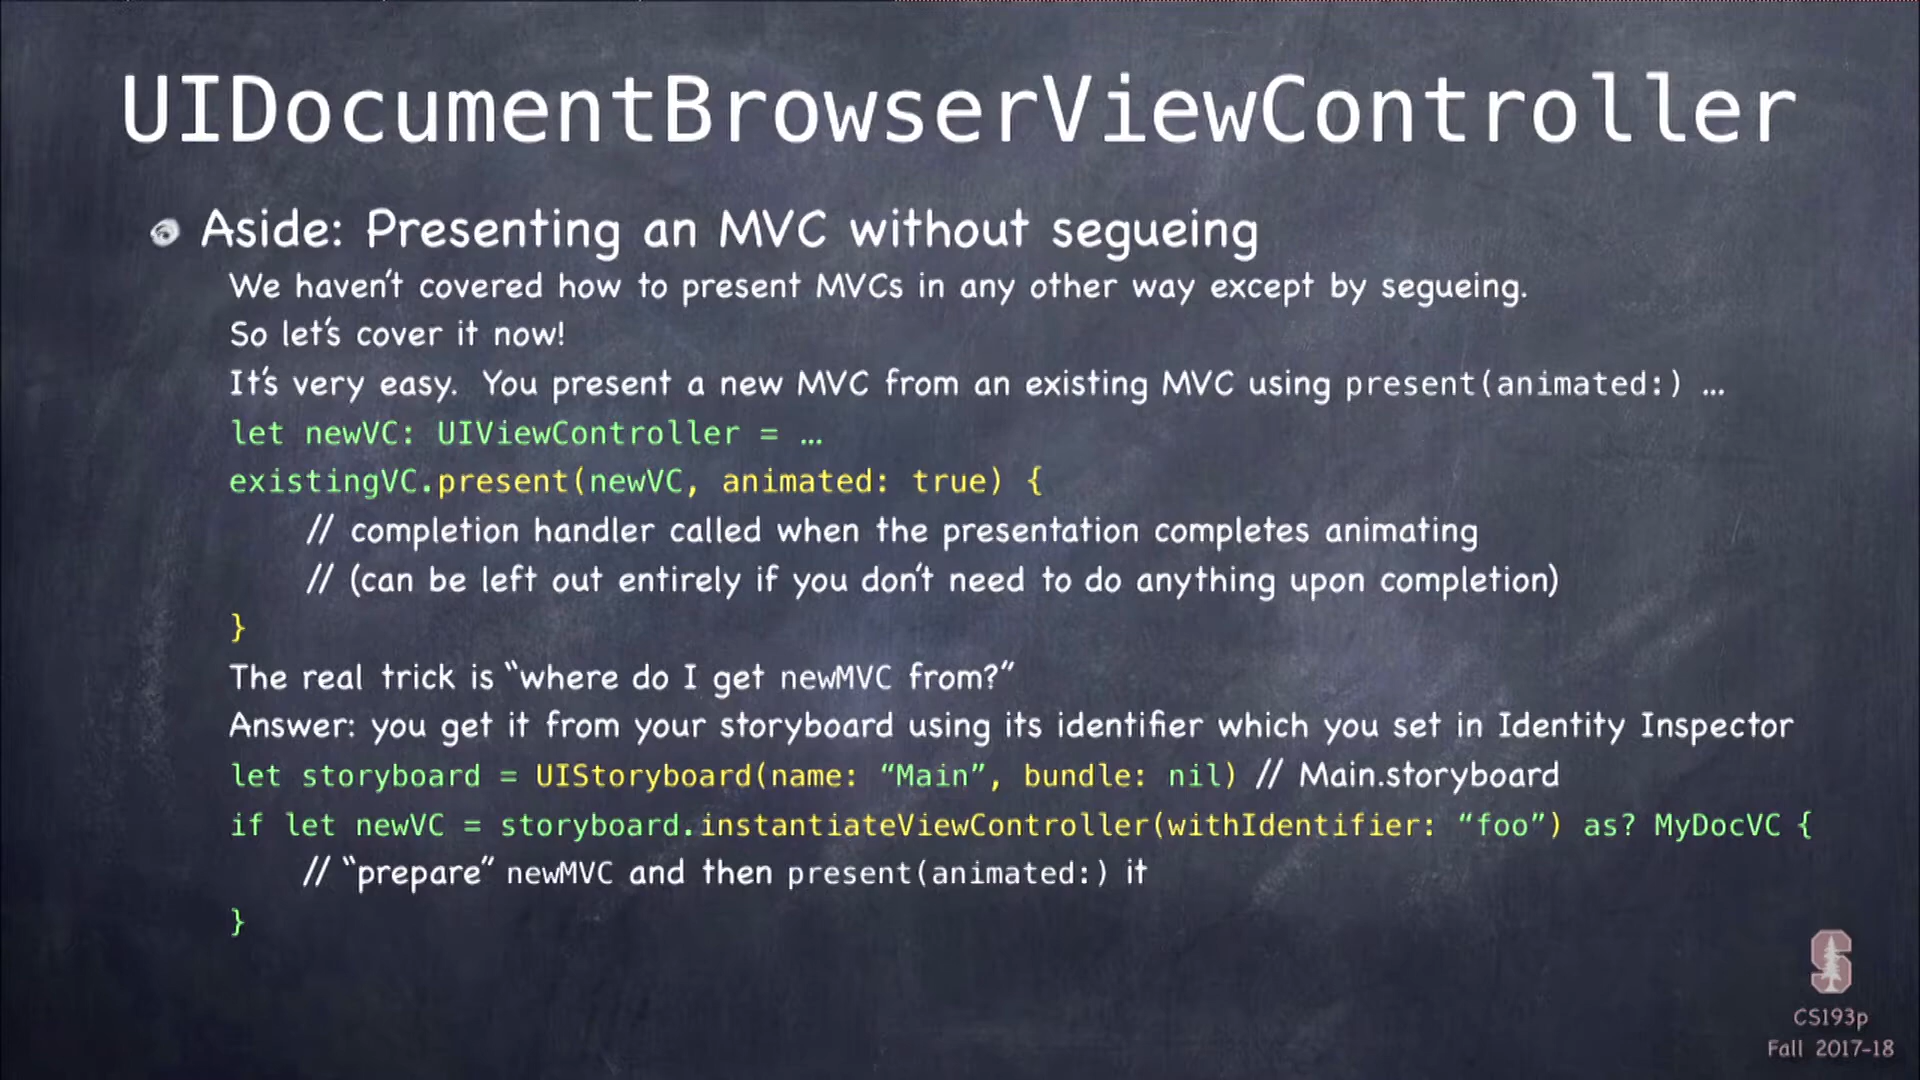 UIDocumentBrowserViewController
Aside: Presenting an MVC without segueing
We haven't covered how to present MVCs in any other way except by segueing.
So let's cover it now!
It's very easy. You present a new MVC from an existing MVC using present(animated:) …
let newVC: UIViewController = …
existingVC.present(newVC, animated: true) {
// completion handler called when the presentation completes animating
// (can be left out entirely if you don't need to do anything upon completion)
}
The real trick is “where do I get newMVC from?”
Answer: you get it from your storyboard using its identifier which you set in Identity Inspector
let storyboard = UIStoryboard(name: “Main”, bundle: nil) // Main.storyboard
if let newVC = storyboard.instantiateViewController(withIdentifier: “foo”) as? MyDocVC {
// “prepare” newMVC and then present(animated:) it
}
S
CS193p
Fall 2017-18